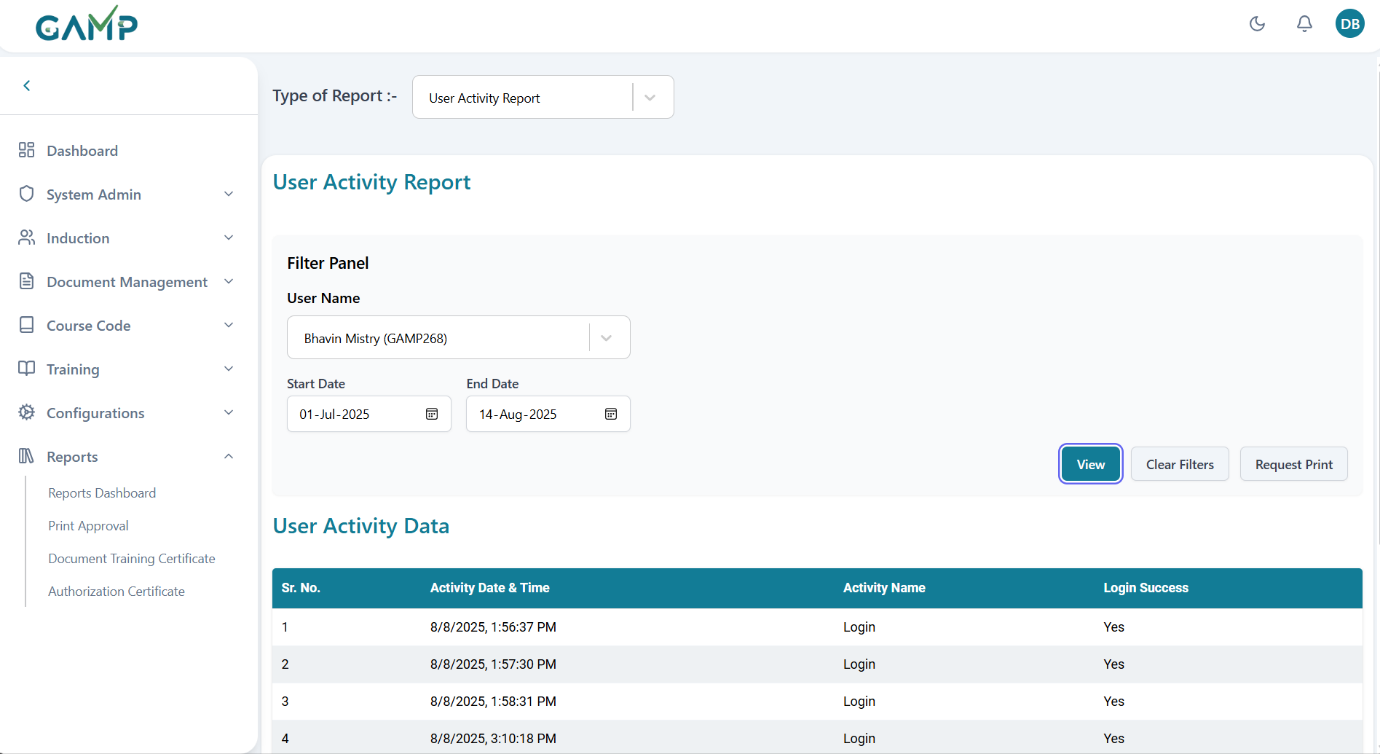 GAMP
DB
Type of Report :-
User Activity Report
Dashboard
System Admin
Induction
Document Management
Course Code
Training
Configurations
Reports
Reports Dashboard
Print Approval
Document Training Certificate
Authorization Certificate
User Activity Report
Filter Panel
User Name
Bhavin Mistry (GAMP268)
Start Date End Date
01-Jul-2025 14-Aug-2025
View Clear Filters Request Print
User Activity Data
Sr. No. Activity Date & Time Activity Name Login Success
1 8/8/2025, 1:56:37 PM Login Yes
2 8/8/2025, 1:57:30 PM Login Yes
3 8/8/2025, 1:58:31 PM Login Yes
4 8/8/2025, 3:10:18 PM Login Yes